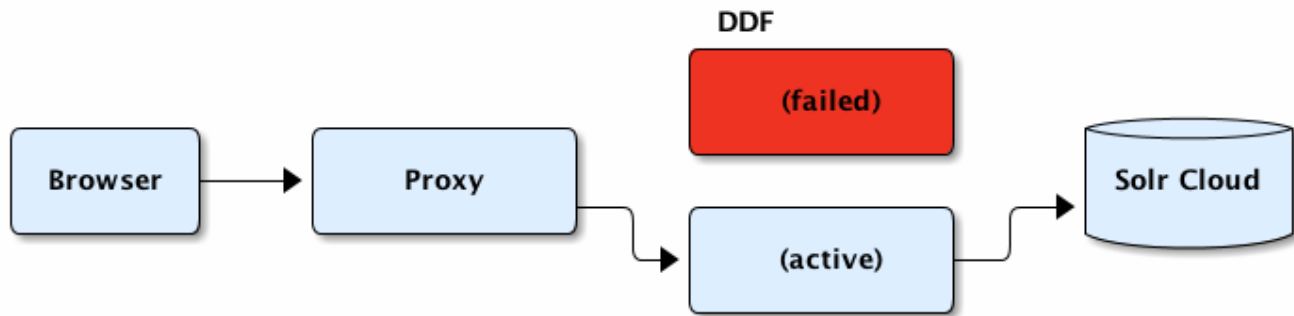 DDF
(failed)
Browser
Proxy
Solr Cloud
(active)